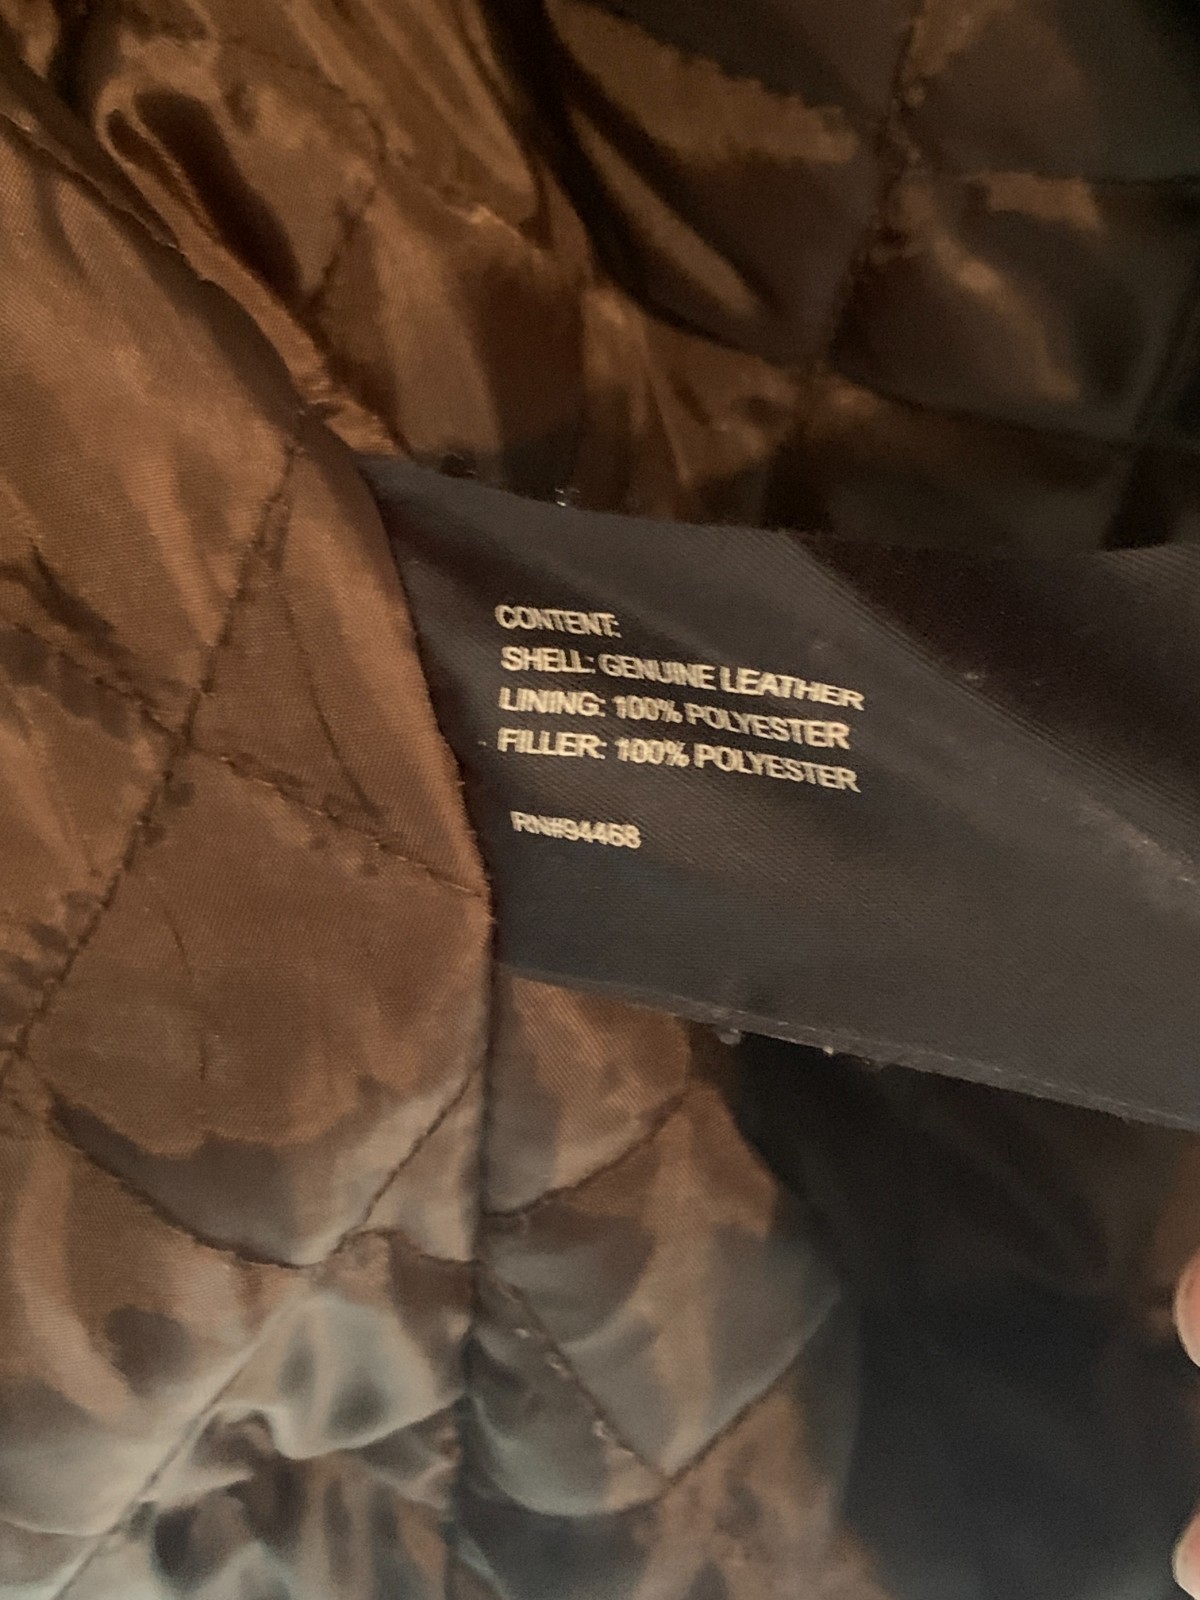 CONTENT:
SHELL: GENUINE LEATHER
LINING: 100% POLYESTER
FILLER: 100% POLYESTER
RN#94468